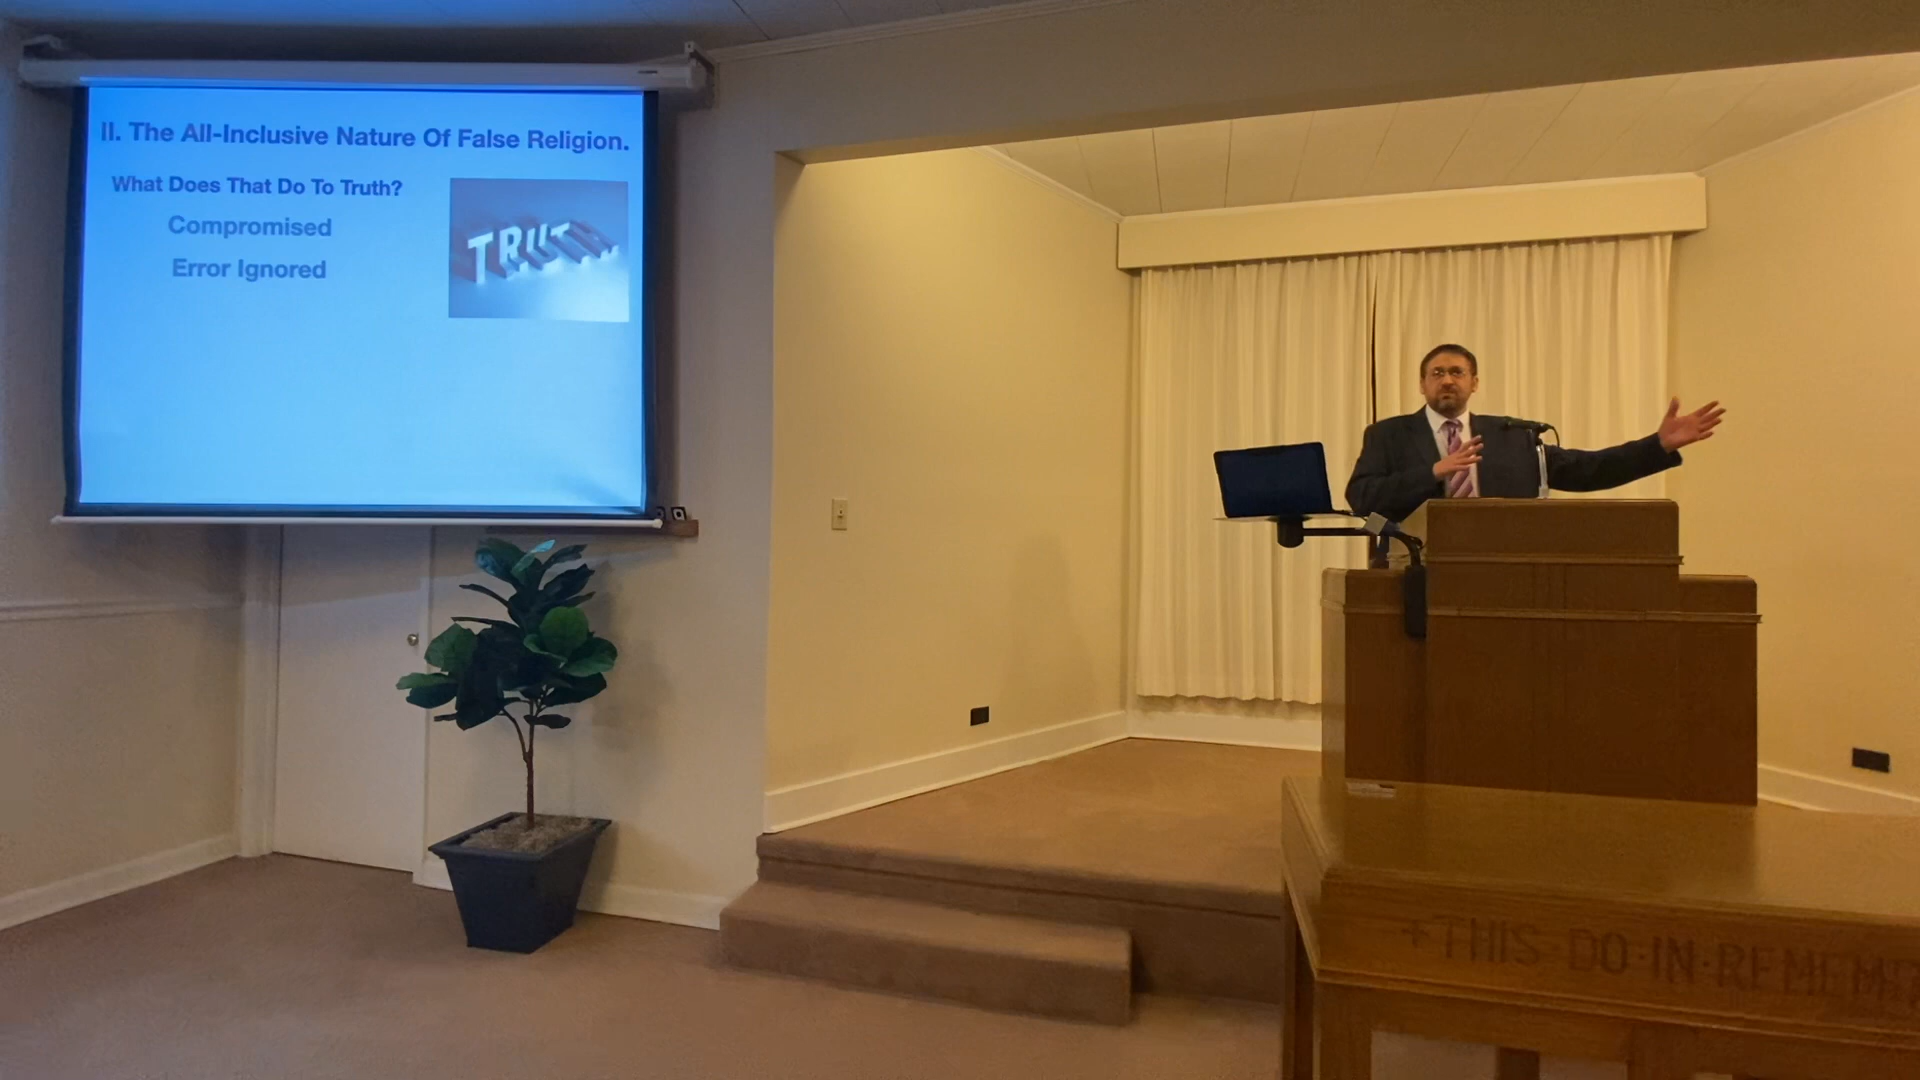 II. The All-Inclusive Nature Of False Religion.
What Does That Do To Truth?
Compromised
Error Ignored
TRUTH
+THIS·DO·IN·REMEM